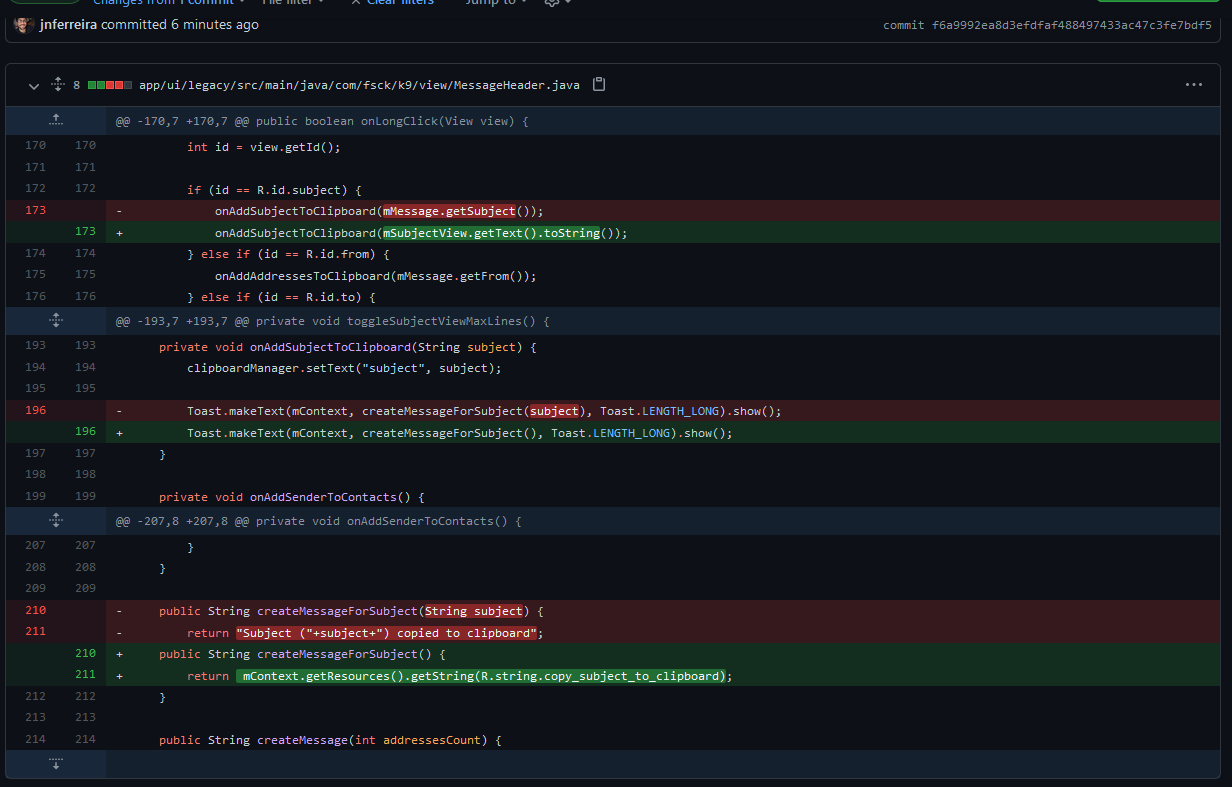 Changes from 1 commit File filter Clear filters Jump to
jnferreira committed 6 minutes ago commit f6a9992ea8d3efdfaf488497433ac47c3fe7bdf5
8 app/ui/legacy/src/main/java/com/fsck/k9/view/MessageHeader.java ...
@@ -170,7 +170,7 @@ public boolean onLongClick(View view) {
170 170 int id = view.getId();
171 171
172 172 if (id == R.id.subject) {
173 - onAddSubjectToClipboard(mMessage.getSubject());
173 + onAddSubjectToClipboard(mSubjectView.getText().toString());
174 174 } else if (id == R.id.from) {
175 175 onAddAddressesToClipboard(mMessage.getFrom());
176 176 } else if (id == R.id.to) {
@@ -193,7 +193,7 @@ private void toggleSubjectViewMaxLines() {
193 193 private void onAddSubjectToClipboard(String subject) {
194 194 clipboardManager.setText("subject", subject);
195 195
196 - Toast.makeText(mContext, createMessageForSubject(subject), Toast.LENGTH_LONG).show();
196 + Toast.makeText(mContext, createMessageForSubject(), Toast.LENGTH_LONG).show();
197 197 }
198 198
199 199 private void onAddSenderToContacts() {
@@ -207,8 +207,8 @@ private void onAddSenderToContacts() {
207 207 }
208 208 }
209 209
210 - public String createMessageForSubject(String subject) {
211 - return "Subject ("+subject+") copied to clipboard";
210 + public String createMessageForSubject() {
211 + return mContext.getResources().getString(R.string.copy_subject_to_clipboard);
212 212 }
213 213
214 214 public String createMessage(int addressesCount) {